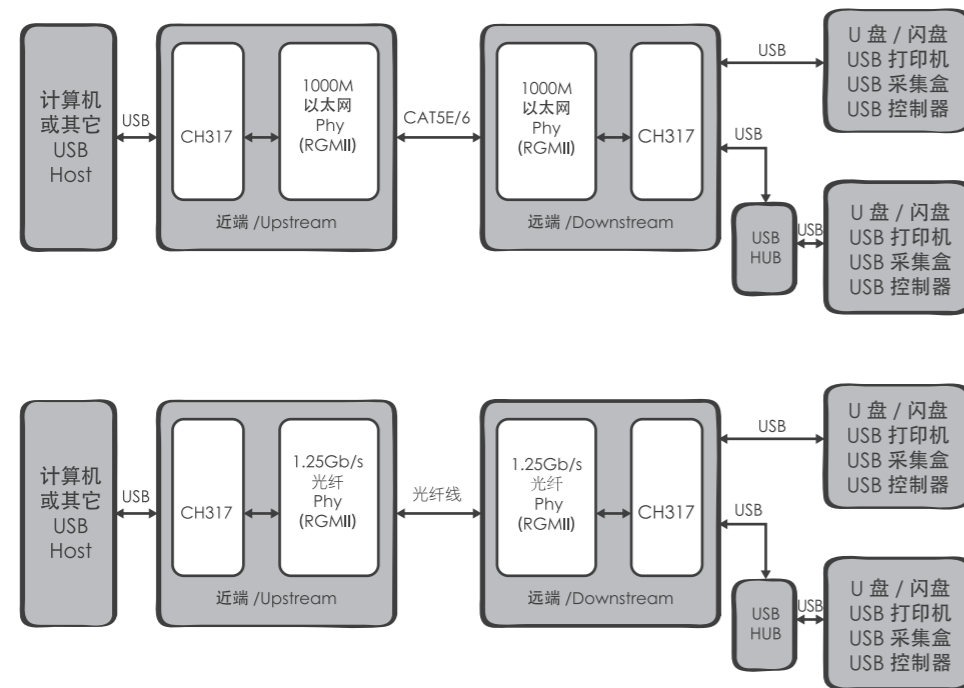 计算机
或其它
USB
Host
USB
CH317
1000M
以太网
Phy
(RGMII)
近端 /Upstream
CAT5E/6
1000M
以太网
Phy
(RGMII)
CH317
远端 /Downstream
USB
U 盘 / 闪盘
USB 打印机
USB 采集盒
USB 控制器
USB
USB
HUB
USB
U 盘 / 闪盘
USB 打印机
USB 采集盒
USB 控制器
计算机
或其它
USB
Host
USB
CH317
1.25Gb/s
光纤
Phy
(RGMII)
近端 /Upstream
光纤线
1.25Gb/s
光纤
Phy
(RGMII)
CH317
远端 /Downstream
USB
U 盘 / 闪盘
USB 打印机
USB 采集盒
USB 控制器
USB
USB
HUB
USB
U 盘 / 闪盘
USB 打印机
USB 采集盒
USB 控制器